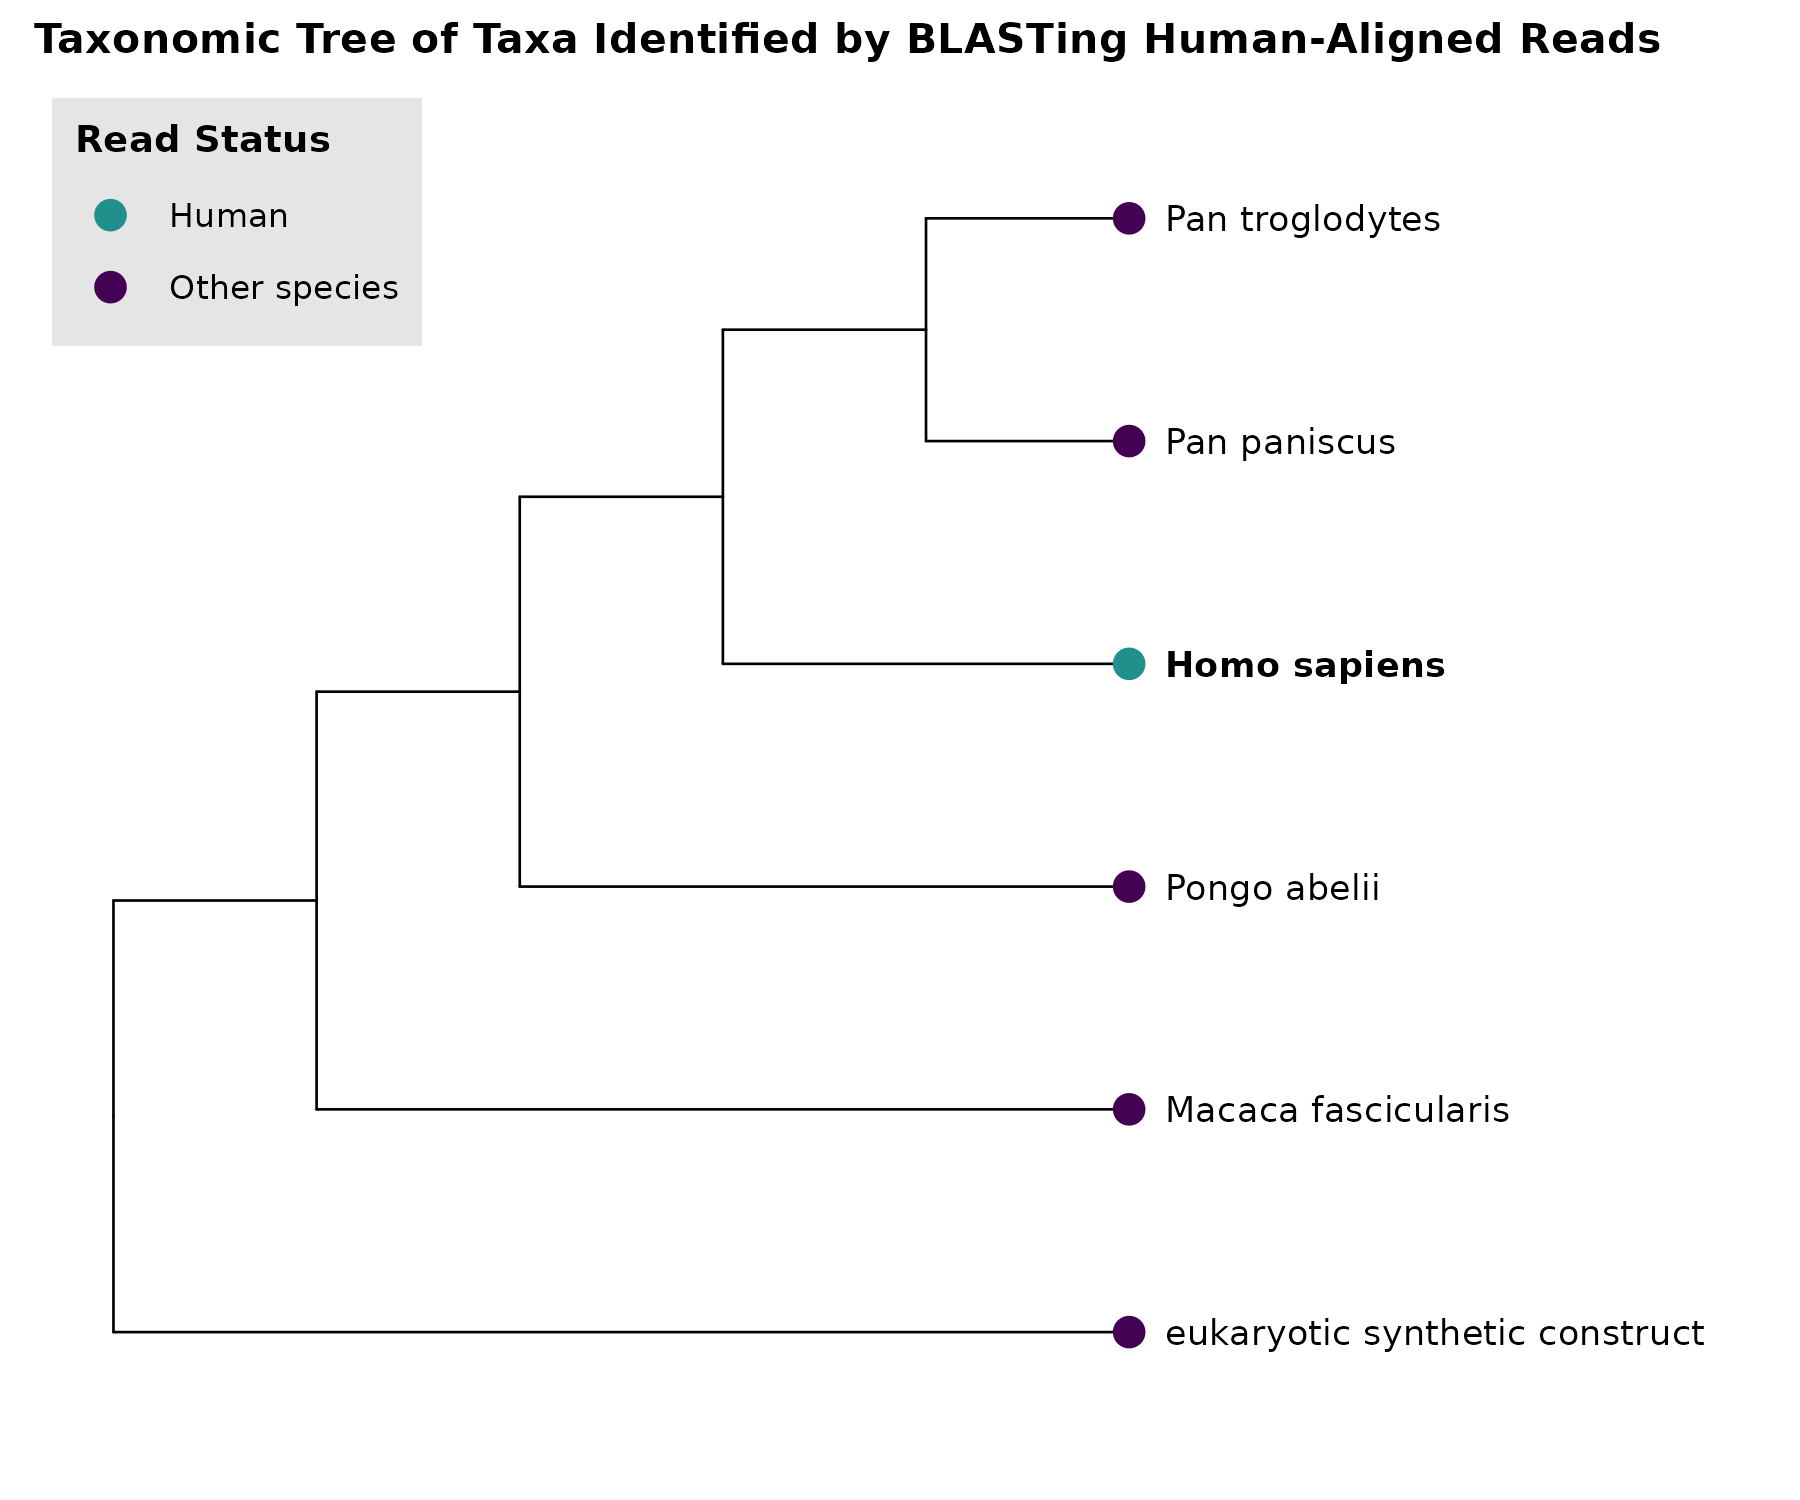 Taxonomic Tree of Taxa Identified by BLASTing Human-Aligned Reads
Read Status
Human
Other species
Pan troglodytes
Pan paniscus
Homo sapiens
Pongo abelii
Macaca fascicularis
eukaryotic synthetic construct